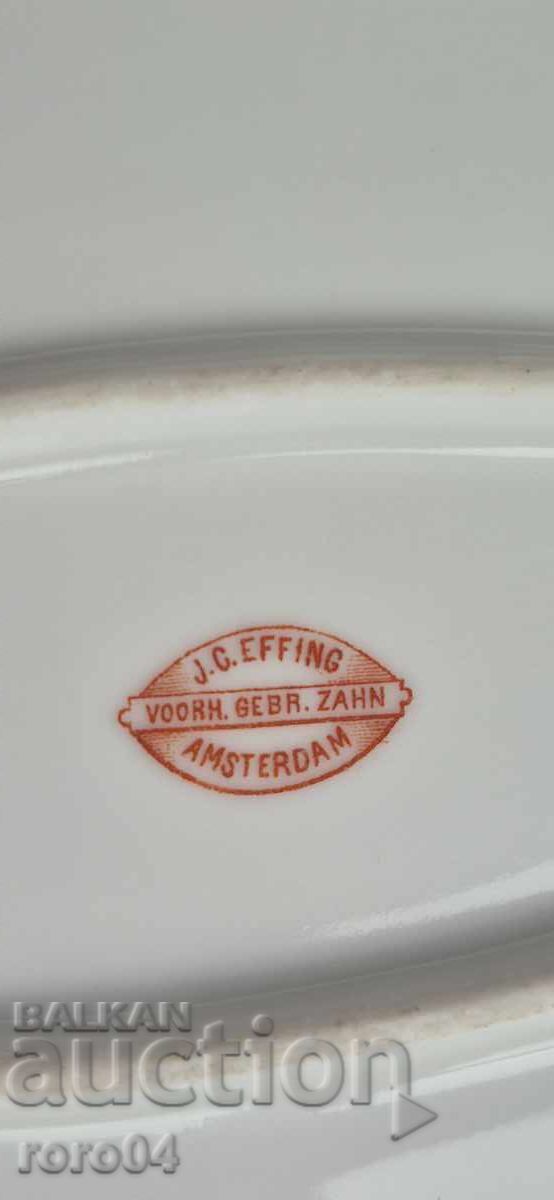 J.C. EFFING
VOORH. GEBR. ZAHN
AMSTERDAM
BALKAN
auction
roro04